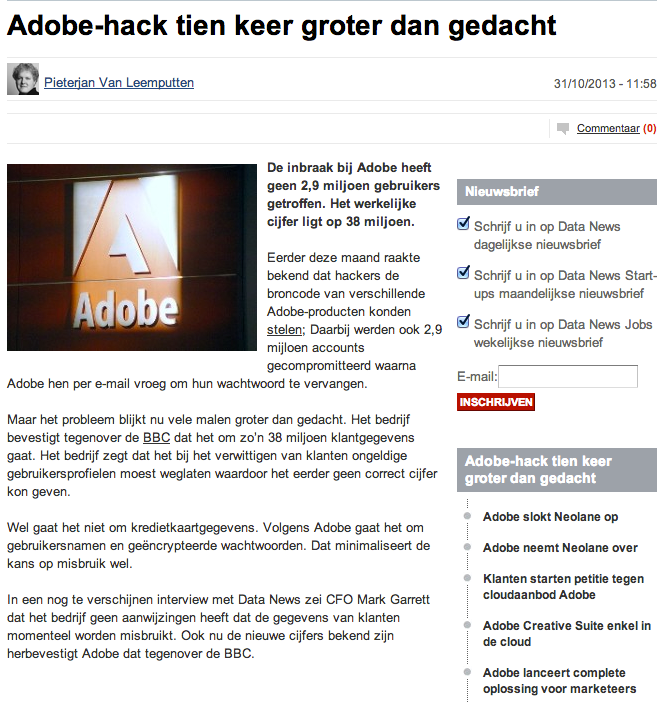 Adobe-hack tien keer groter dan gedacht
Pieterjan Van Leemputten
31/10/2013 - 11:58
Commentaar (0)
Adobe
De inbraak bij Adobe heeft
geen 2,9 miljoen gebruikers
getroffen. Het werkelijke
cijfer ligt op 38 miljoen.
Eerder deze maand raakte
bekend dat hackers de
broncode van verschillende
Adobe-producten konden
stelen; Daarbij werden ook 2,9
mijloen accounts
gecompromitteerd waarna
Adobe hen per e-mail vroeg om hun wachtwoord te vervangen.
Maar het probleem blijkt nu vele malen groter dan gedacht. Het bedrijf
bevestigt tegenover de BBC dat het om zo'n 38 miljoen klantgegevens
gaat. Het bedrijf zegt dat het bij het verwittigen van klanten ongeldige
gebruikersprofielen moest weglaten waardoor het eerder geen correct cijfer
kon geven.
Wel gaat het niet om kredietkaartgegevens. Volgens Adobe gaat het om
gebruikersnamen en geëncrypteerde wachtwoorden. Dat minimaliseert de
kans op misbruik wel.
In een nog te verschijnen interview met Data News zei CFO Mark Garrett
dat het bedrijf geen aanwijzingen heeft dat de gegevens van klanten
momenteel worden misbruikt. Ook nu de nieuwe cijfers bekend zijn
herbevestigt Adobe dat tegenover de BBC.
Nieuwsbrief
Schrijf u in op Data News
dagelijkse nieuwsbrief
Schrijf u in op Data News Start-
ups maandelijkse nieuwsbrief
Schrijf u in op Data News Jobs
wekelijkse nieuwsbrief
E-mail:
INSCHRIJVEN
Adobe-hack tien keer
groter dan gedacht
Adobe slokt Neolane op
Adobe neemt Neolane over
Klanten starten petitie tegen
cloudaanbod Adobe
Adobe Creative Suite enkel in
de cloud
Adobe lanceert complete
oplossing voor marketeers